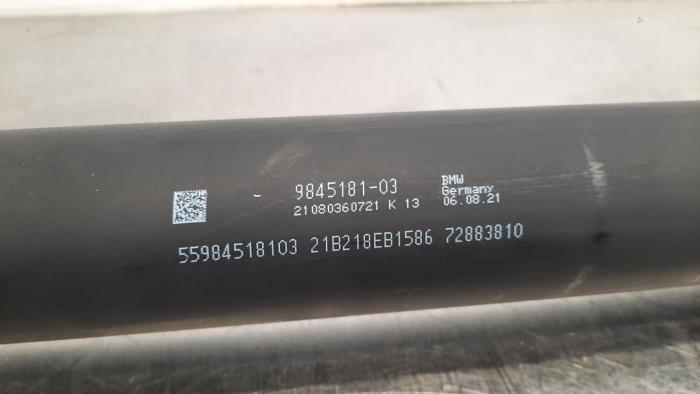 - 9845181-03
21080360721 K 13
BMW
Germany
06.08.21
55984518103 21B218EB1586 72883810